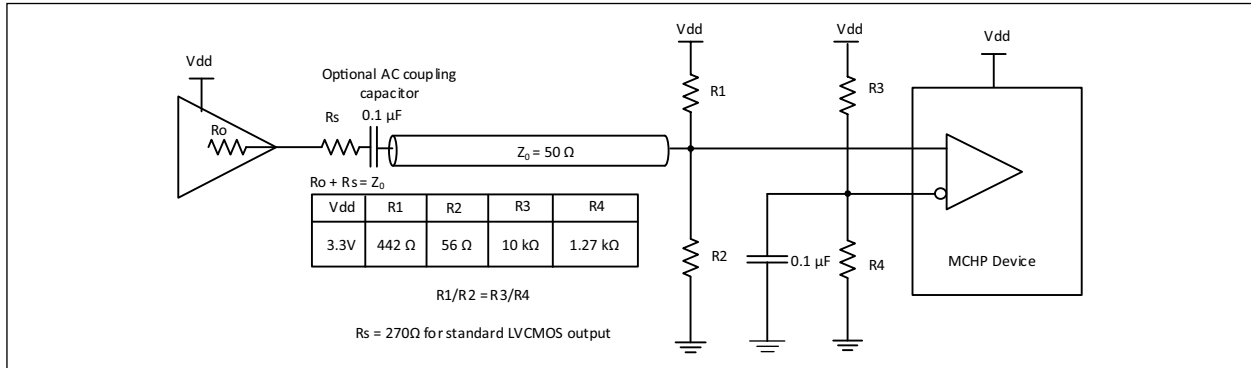 Vdd
Optional AC coupling
capacitor
0.1 µF
Ro
Rs
Z₀ = 50 Ω
Ro + Rs = Z₀
Vdd R1 R2 R3 R4
3.3V 442 Ω 56 Ω 10 kΩ 1.27 kΩ
R1/R2 = R3/R4
Rs = 270Ω for standard LVCMOS output
Vdd
R1
R2
Vdd
R3
0.1 µF
R4
Vdd
MCHP Device